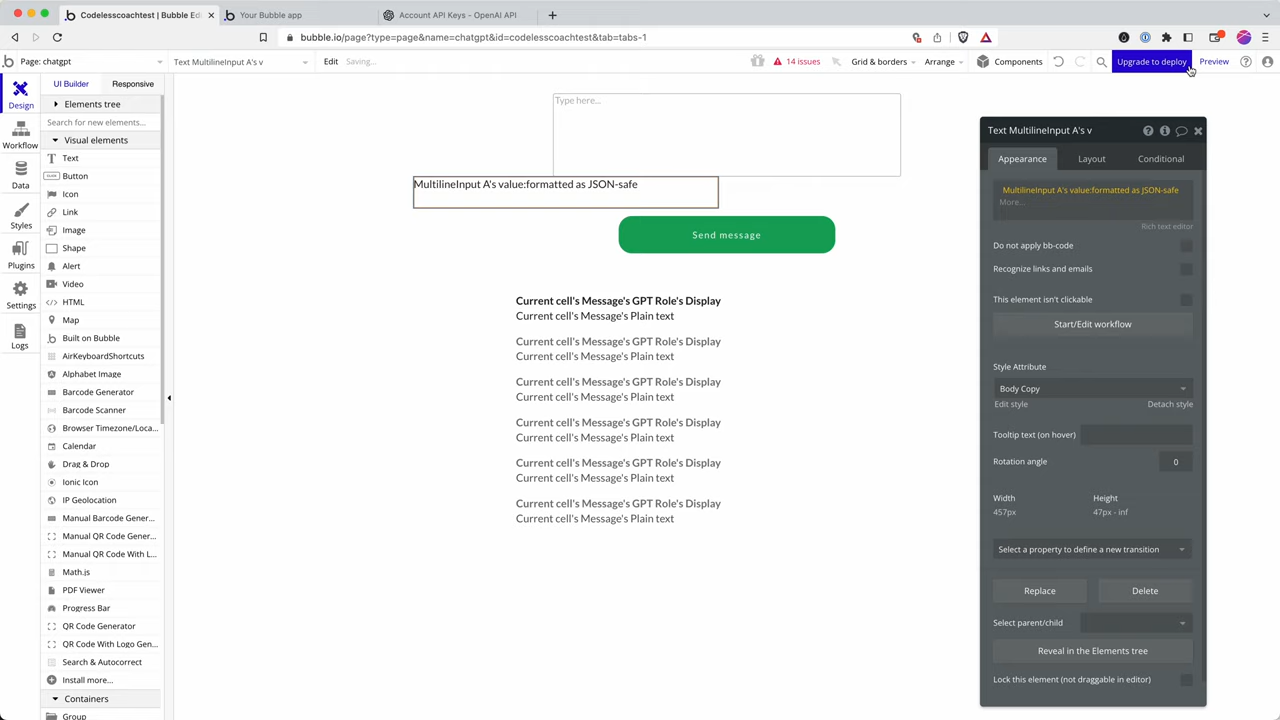 Codelesscoachtest | Bubble Ed
Your Bubble app
Account API Keys - OpenAI API
bubble.io/page?type=page&name=chatgpt&id=codelesscoachtest&tab=tabs-1
Page: chatgpt
Text MultilineInput A's v
Edit
Saving...
14 issues
Grid & borders
Arrange
Components
Upgrade to deploy
Preview
Design
Workflow
Data
Styles
Plugins
Settings
Logs
UI Builder
Responsive
Elements tree
Search for new elements...
Visual elements
Text
CLICK
Button
Icon
Link
Image
Shape
Alert
Video
HTML
Map
Built on Bubble
AirKeyboardShortcuts
Alphabet Image
Barcode Generator
Barcode Scanner
Browser Timezone/Loca...
Calendar
Drag & Drop
Ionic Icon
IP Geolocation
Manual Barcode Gener...
Manual QR Code Gener...
Manual QR Code With L...
Math.js
PDF Viewer
Progress Bar
QR Code Generator
QR Code With Logo Gen...
Search & Autocorrect
Install more...
Containers
Group
Type here...
MultilineInput A's value:formatted as JSON-safe
Send message
Current cell's Message's GPT Role's Display
Current cell's Message's Plain text
Current cell's Message's GPT Role's Display
Current cell's Message's Plain text
Current cell's Message's GPT Role's Display
Current cell's Message's Plain text
Current cell's Message's GPT Role's Display
Current cell's Message's Plain text
Current cell's Message's GPT Role's Display
Current cell's Message's Plain text
Current cell's Message's GPT Role's Display
Current cell's Message's Plain text
Text MultilineInput A's v
Appearance
Layout
Conditional
MultilineInput A's value:formatted as JSON-safe
More...
Rich text editor
Do not apply bb-code
Recognize links and emails
This element isn't clickable
Start/Edit workflow
Style Attribute
Body Copy
Edit style
Detach style
Tooltip text (on hover)
Rotation angle
0
Width
Height
457px
47px - inf
Select a property to define a new transition
Replace
Delete
Select parent/child
Reveal in the Elements tree
Lock this element (not draggable in editor)